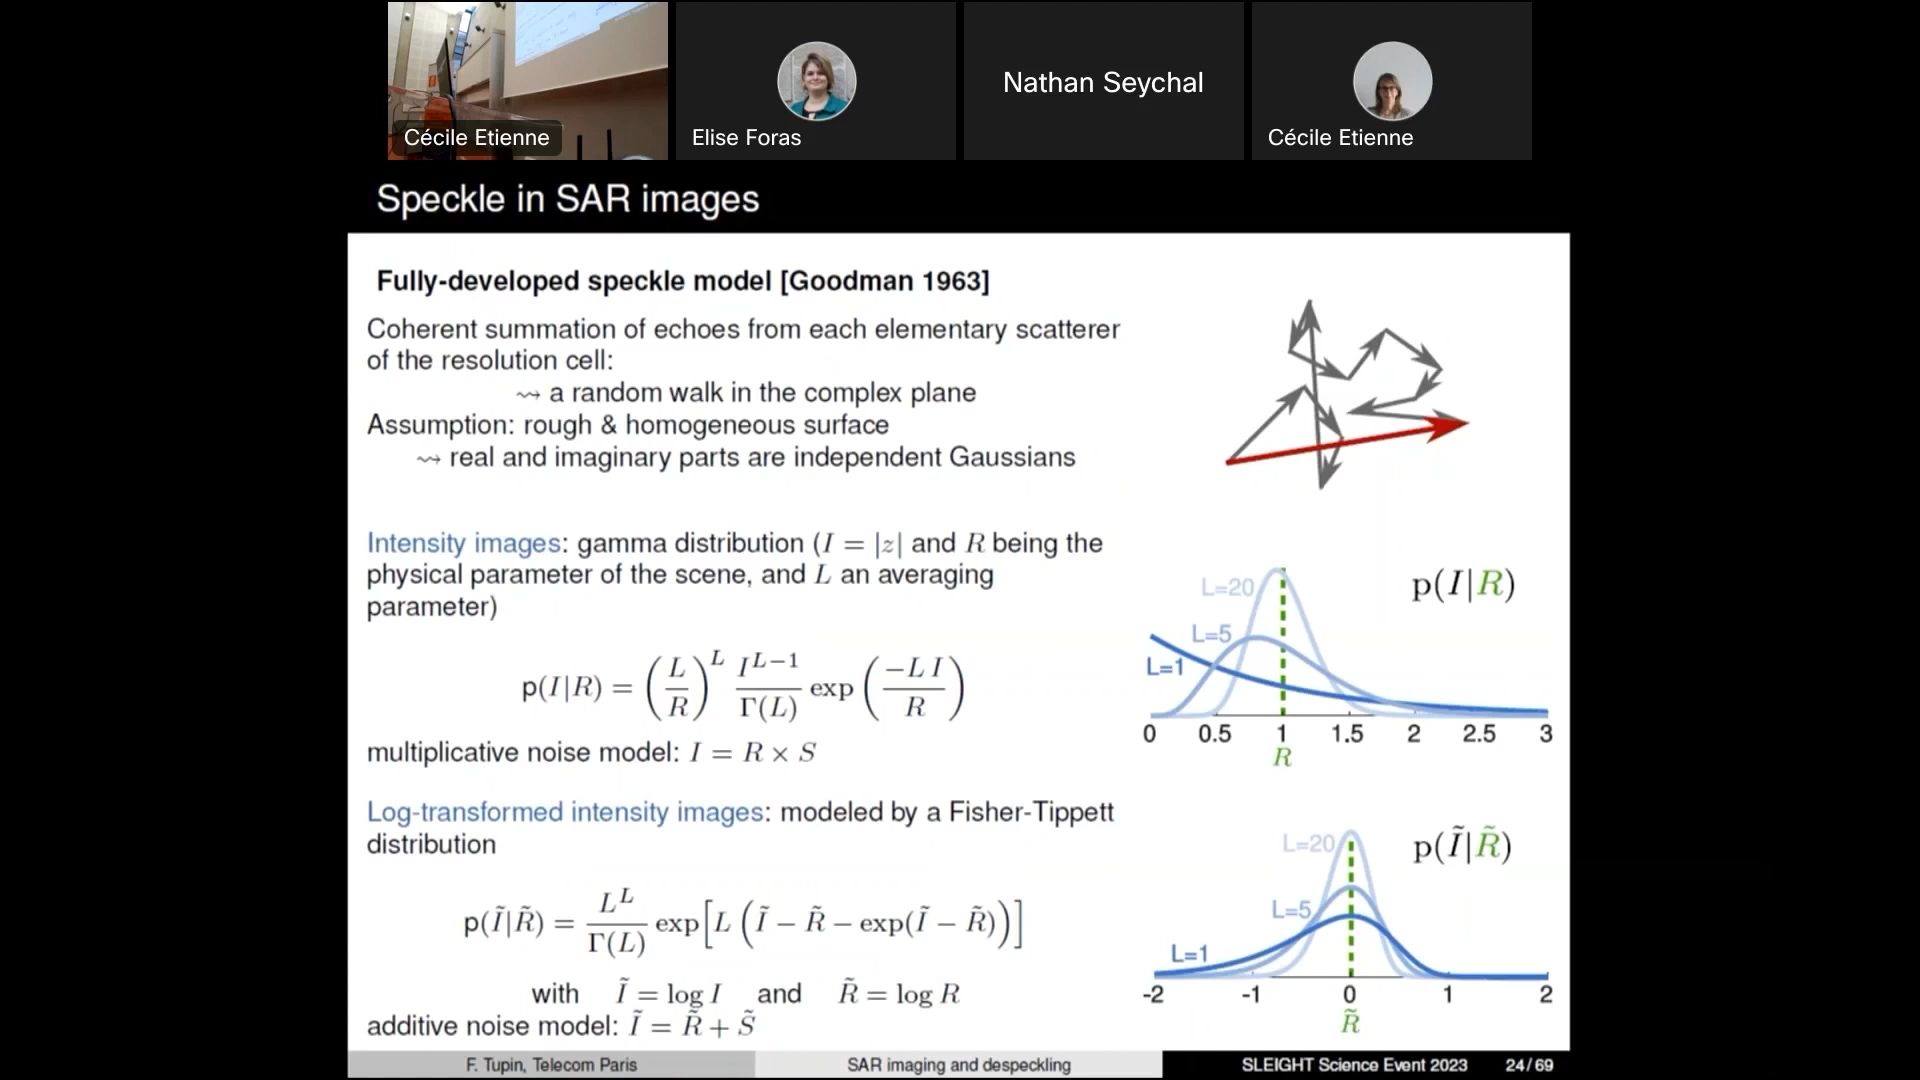 Cécile Etienne
Elise Foras
Nathan Seychal
Cécile Etienne
Speckle in SAR images
Fully-developed speckle model [Goodman 1963]
Coherent summation of echoes from each elementary scatterer
of the resolution cell:
⇝ a random walk in the complex plane
Assumption: rough & homogeneous surface
⇝ real and imaginary parts are independent Gaussians
Intensity images: gamma distribution (I = |z| and R being the
physical parameter of the scene, and L an averaging
parameter)
p(I|R) = (L/R)^L I^{L−1}/Γ(L) exp(−L I/R)
multiplicative noise model: I = R × S
L=20
L=5
L=1
p(I|R)
0 0.5 1 1.5 2 2.5 3
R
Log-transformed intensity images: modeled by a Fisher-Tippett
distribution
p(Ĩ|R̃) = L^L/Γ(L) exp[L (Ĩ − R̃ − exp(Ĩ − R̃))]
with Ĩ = log I and R̃ = log R
additive noise model: Ĩ = R̃ + S̃
L=20
L=5
L=1
p(Ĩ|R̃)
-2 -1 0 1 2
R̃
F. Tupin, Telecom Paris SAR imaging and despeckling SLEIGHT Science Event 2023 24/69